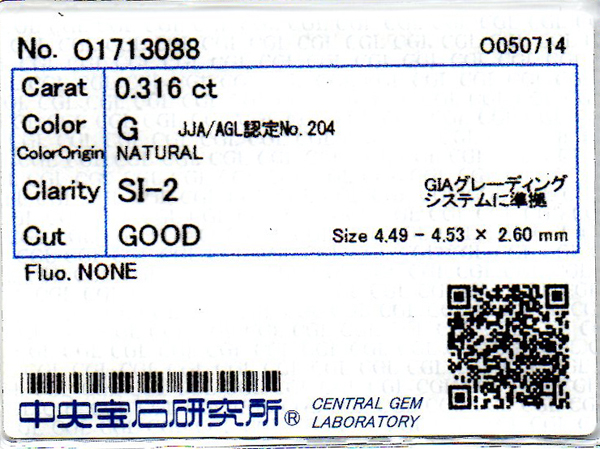 No. O1713088 O050714
Carat 0.316 ct
Color G JJA/AGL認定No.204
ColorOrigin NATURAL
Clarity SI-2 GIAグレーディング
システムに準拠
Cut GOOD Size 4.49 - 4.53 × 2.60 mm
Fluo. NONE
中央宝石研究所® CENTRAL GEM
LABORATORY